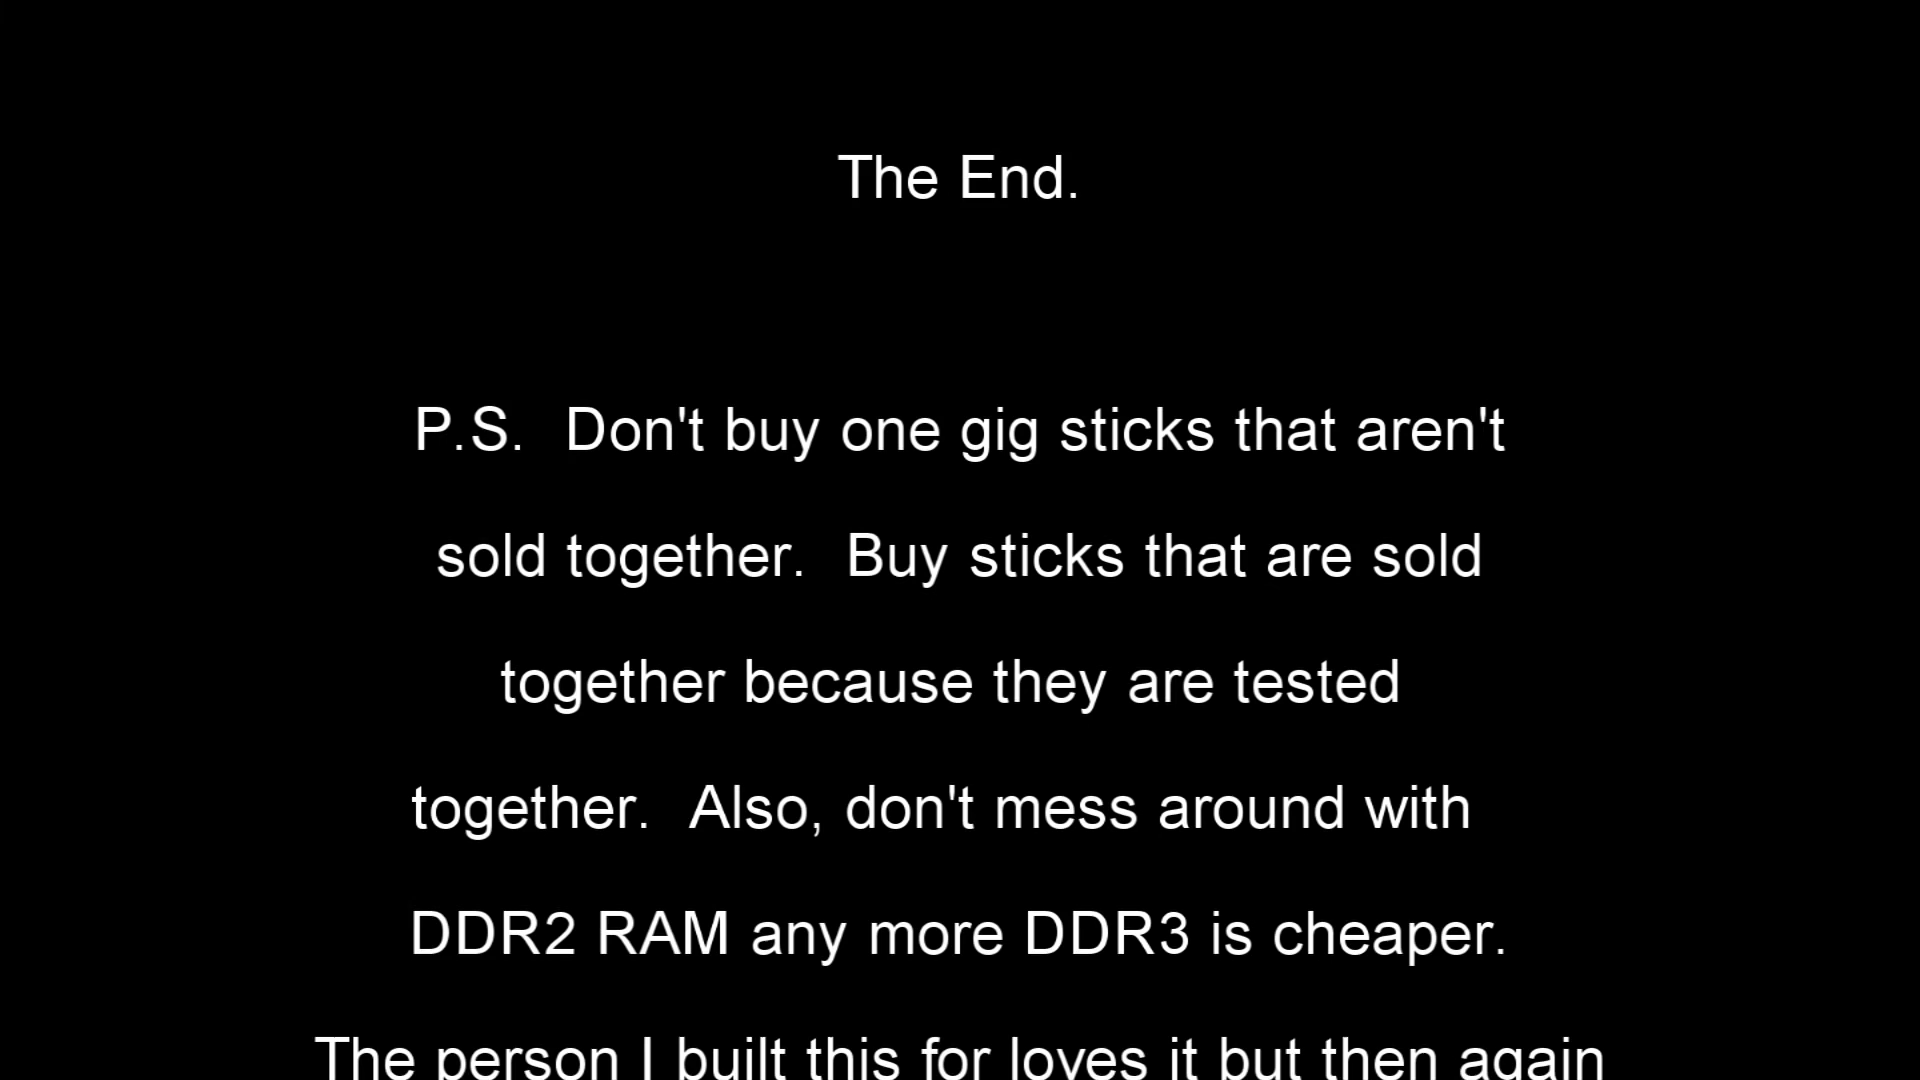 The End.
P.S.  Don't buy one gig sticks that aren't
sold together.  Buy sticks that are sold
together because they are tested
together.  Also, don't mess around with
DDR2 RAM any more DDR3 is cheaper.
The person I built this for loves it but then again